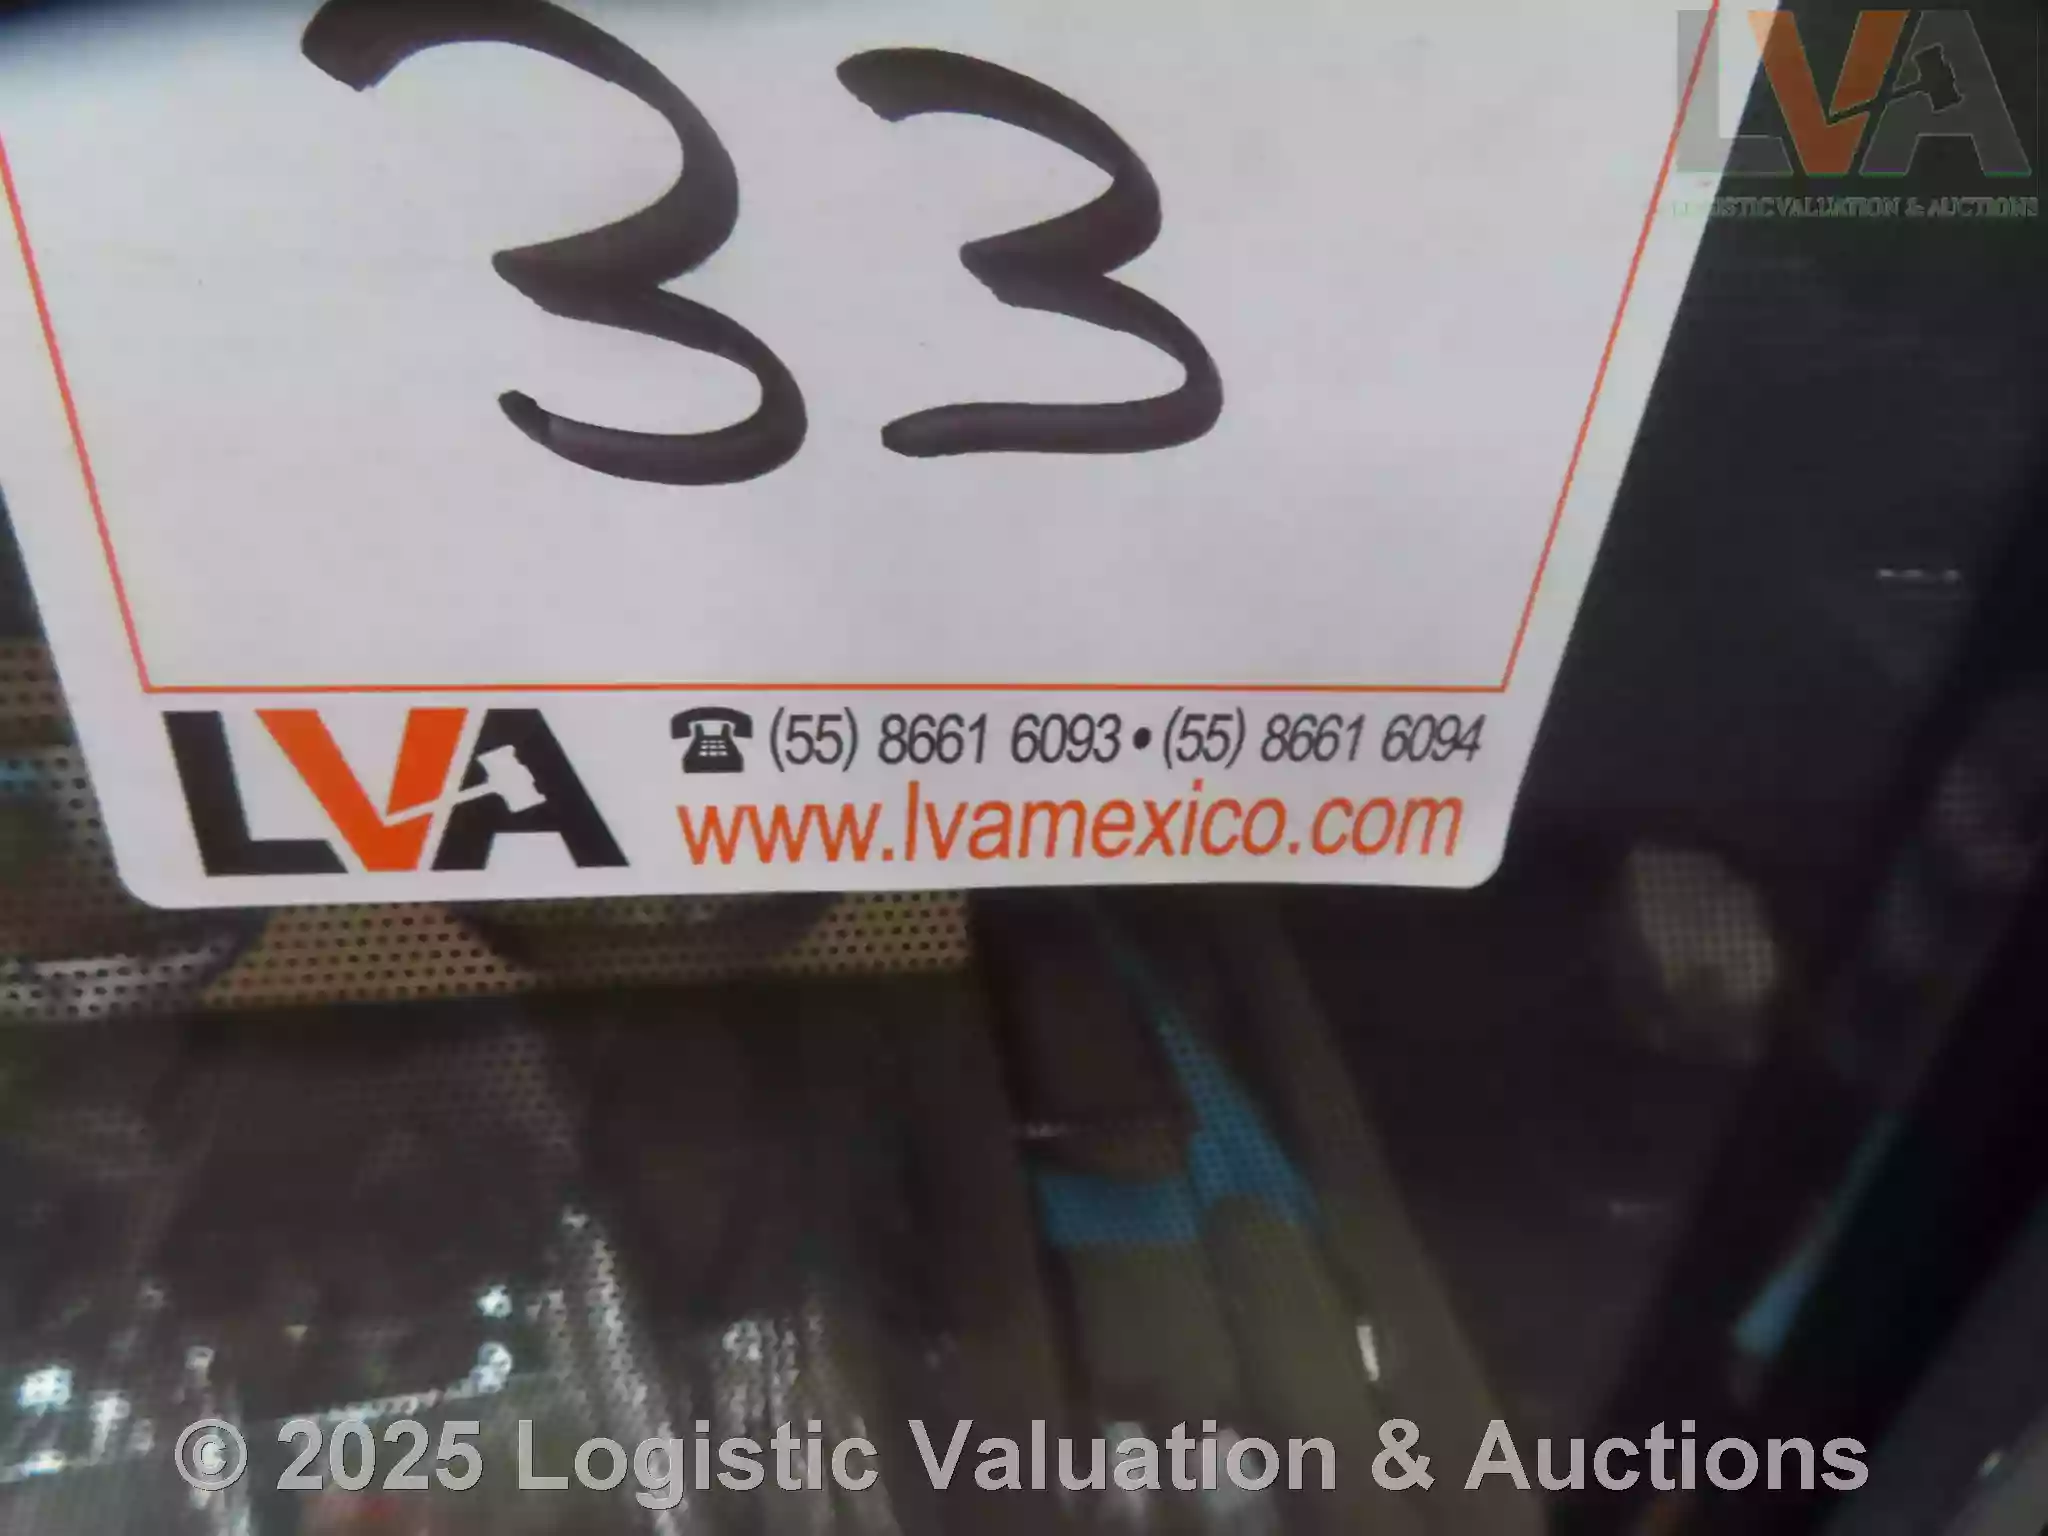 LVA
LOGISTIC VALUATION & AUCTIONS
33
LVA
(55) 8661 6093 • (55) 8661 6094
www.lvamexico.com
© 2025 Logistic Valuation & Auctions